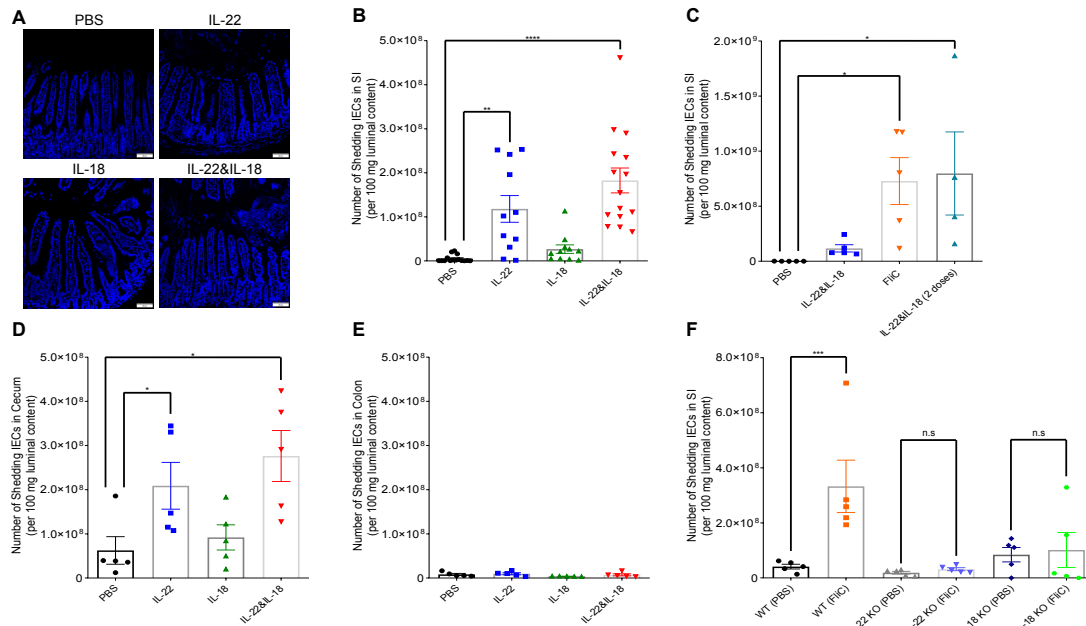 A
PBS
IL-22
IL-18
IL-22&IL-18
B
Number of Shedding IECs in SI
(per 100 mg luminal content)
5.0×10⁸
4.0×10⁸
3.0×10⁸
2.0×10⁸
1.0×10⁸
0.0
****
**
PBS
IL-22
IL-18
IL-22&IL-18
C
Number of Shedding IECs in SI
(per 100 mg luminal content)
2.0×10⁹
1.5×10⁹
1.0×10⁹
5.0×10⁸
0.0
*
*
PBS
IL-22&IL-18
FliC
IL-22&IL-18 (2 doses)
D
Number of Shedding IECs in Cecum
(per 100 mg luminal content)
5.0×10⁸
4.0×10⁸
3.0×10⁸
2.0×10⁸
1.0×10⁸
0.0
*
*
PBS
IL-22
IL-18
IL-22&IL-18
E
Number of Shedding IECs in Colon
(per 100 mg luminal content)
5.0×10⁸
4.0×10⁸
3.0×10⁸
2.0×10⁸
1.0×10⁸
0.0
PBS
IL-22
IL-18
IL-22&IL-18
F
Number of Shedding IECs in SI
(per 100 mg luminal content)
8.0×10⁸
6.0×10⁸
4.0×10⁸
2.0×10⁸
0.0
***
n.s
n.s
WT (PBS)
WT (FliC)
22 KO (PBS)
-22 KO (FliC)
18 KO (PBS)
-18 KO (FliC)